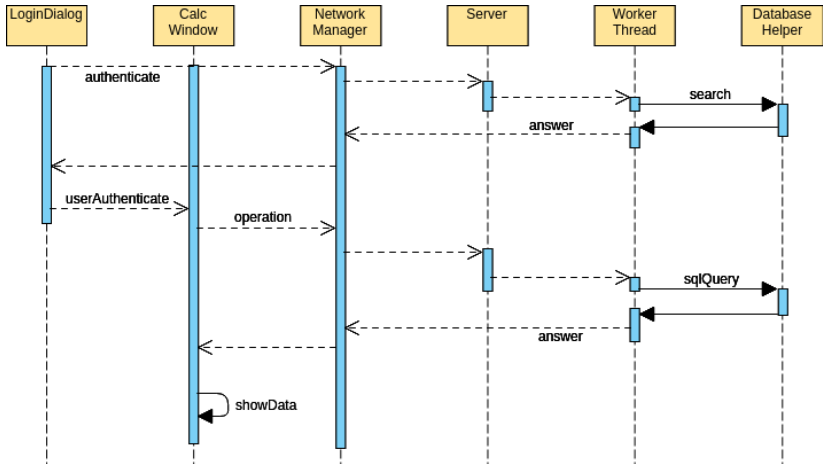 LoginDialog
Calc
Window
Network
Manager
Server
Worker
Thread
Database
Helper
authenticate
search
answer
userAuthenticate
operation
sqlQuery
answer
showData